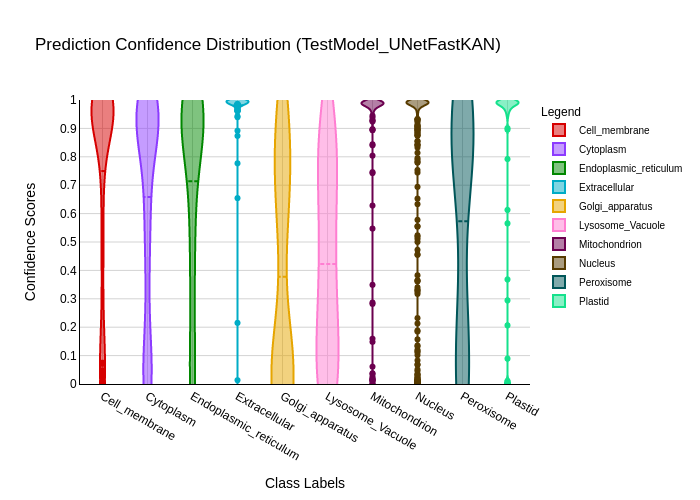 Prediction Confidence Distribution (TestModel_UNetFastKAN)
Legend
Cell_membrane
Cytoplasm
Endoplasmic_reticulum
Extracellular
Golgi_apparatus
Lysosome_Vacuole
Mitochondrion
Nucleus
Peroxisome
Plastid
Confidence Scores
1
0.9
0.8
0.7
0.6
0.5
0.4
0.3
0.2
0.1
0
Cell_membrane
Cytoplasm
Endoplasmic_reticulum
Extracellular
Golgi_apparatus
Lysosome_Vacuole
Mitochondrion
Nucleus
Peroxisome
Plastid
Class Labels